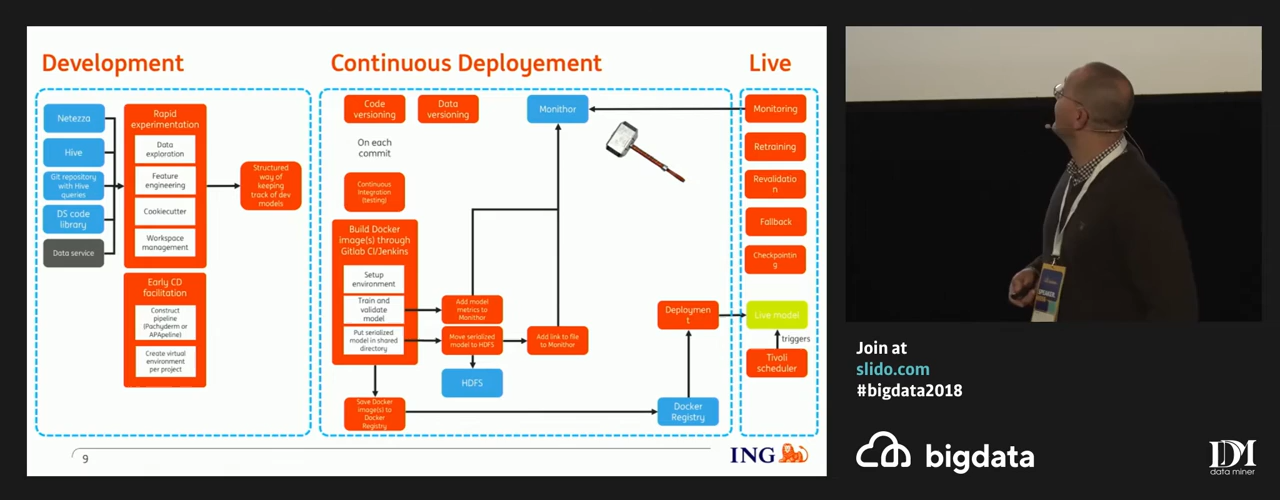 Development
Netezza
Hive
Git repository
with Hive
queries
DS code
library
Data service
Rapid
experimentation
Data
exploration
Feature
engineering
Cookiecutter
Workspace
management
Early CD
facilitation
Construct
pipeline
(Pachyderm or
APApeline)
Create virtual
environment
per project
Structured
way of
keeping
track of dev
models
Continuous Deployement
Code
versioning
Data
versioning
On each
commit
Continuous
Integration
(testing)
Build Docker
image(s) through
Gitlab CI/Jenkins
Setup
environment
Train and
validate
model
Put serialized
model in shared
directory
Add model
metrics to
Monithor
Move serialized
model to HDFS
Add link to file
to Monithor
HDFS
Save Docker
image(s) to
Docker
Registry
Monithor
Deploymen
t
Docker
Registry
Live
Monitoring
Retraining
Revalidatio
n
Fallback
Checkpointin
g
Live model
triggers
Tivoli
scheduler
9
ING
Join at
slido.com
#bigdata2018
bigdata
DM
data miner